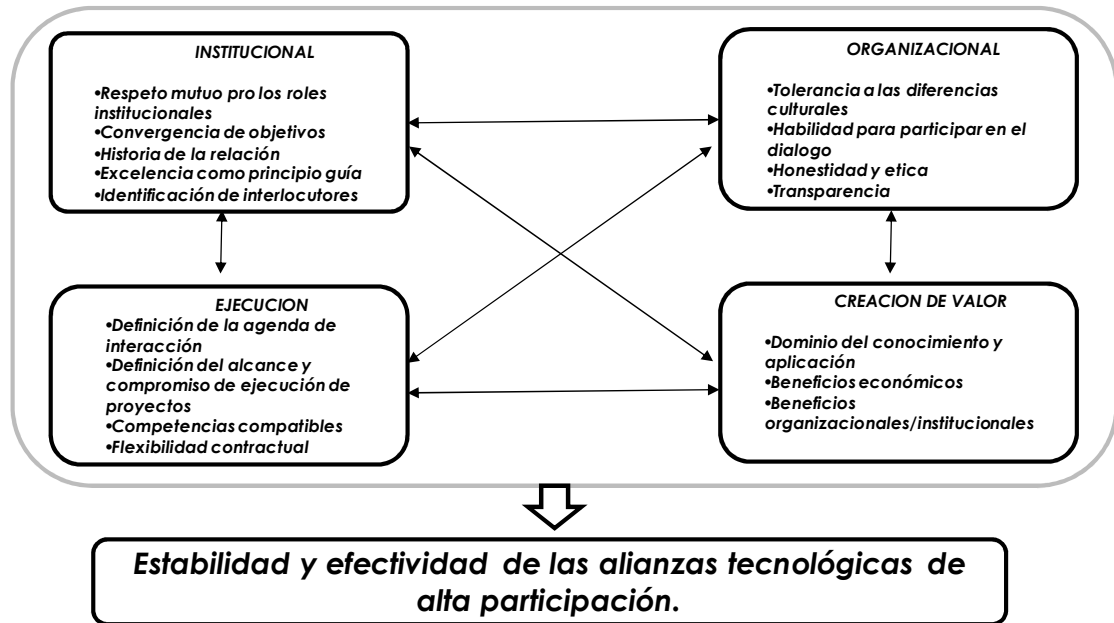 INSTITUCIONAL
•Respeto mutuo pro los roles
institucionales
•Convergencia de objetivos
•Historia de la relación
•Excelencia como principio guía
•Identificación de interlocutores
ORGANIZACIONAL
•Tolerancia a las diferencias
culturales
•Habilidad para participar en el
dialogo
•Honestidad y etica
•Transparencia
EJECUCION
•Definición de la agenda de
interacción
•Definición del alcance y
compromiso de ejecución de
proyectos
•Competencias compatibles
•Flexibilidad contractual
CREACION DE VALOR
•Dominio del conocimiento y
aplicación
•Beneficios económicos
•Beneficios
organizacionales/institucionales
Estabilidad y efectividad de las alianzas tecnológicas de
alta participación.